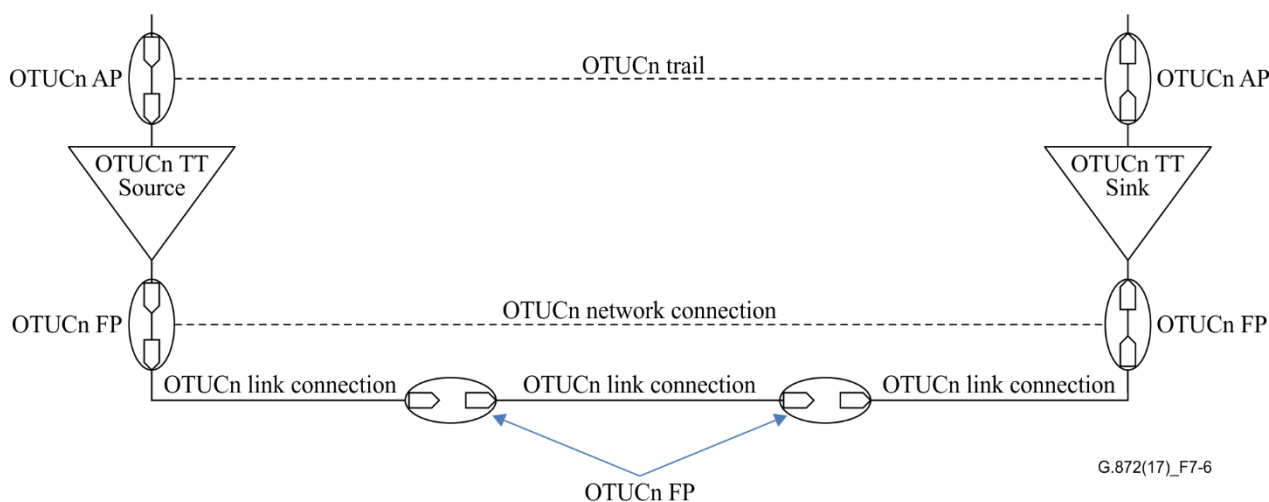 OTUCn trail
OTUCn AP
OTUCn AP
OTUCn TT
Source
OTUCn TT
Sink
OTUCn network connection
OTUCn FP
OTUCn FP
OTUCn link connection
OTUCn link connection
OTUCn link connection
G.872(17)_F7-6
OTUCn FP